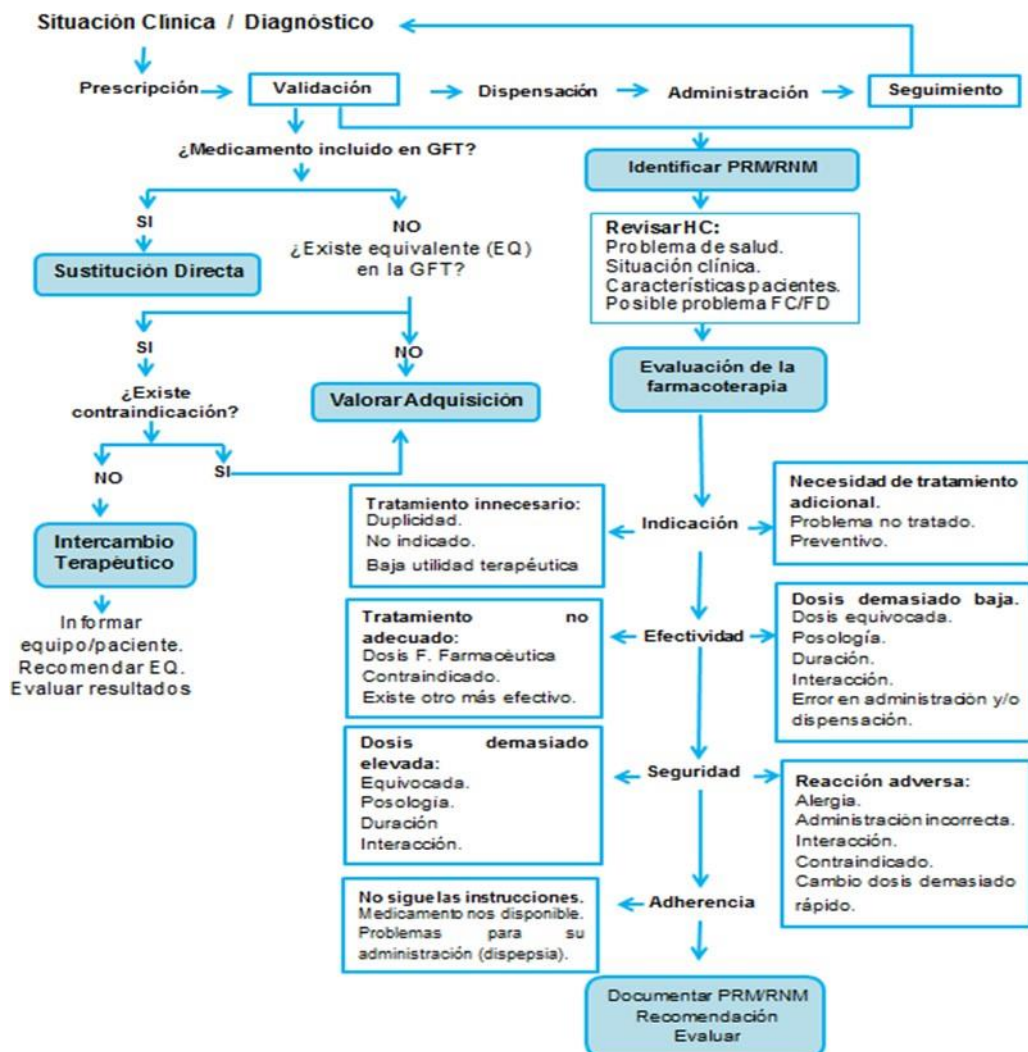 Situación Clínica / Diagnóstico
Prescripción
Validación
Dispensación
Administración
Seguimiento
¿Medicamento incluido en GFT?
SI
Sustitución Directa
NO
¿Existe equivalente (EQ)
en la GFT?
SI
¿Existe
contraindicación?
NO
Valorar Adquisición
NO
SI
Intercambio
Terapéutico
Informar
equipo/paciente.
Recomendar EQ.
Evaluar resultados
Identificar PRM/RNM
Revisar HC:
Problema de salud.
Situación clínica.
Características pacientes.
Posible problema FC/FD
Evaluación de la
farmacoterapia
Tratamiento innecesario:
Duplicidad.
No indicado.
Baja utilidad terapéutica
Indicación
Necesidad de tratamiento
adicional.
Problema no tratado.
Preventivo.
Tratamiento no
adecuado:
Dosis F. Farmacéutica
Contraindicado.
Existe otro más efectivo.
Efectividad
Dosis demasiado baja.
Dosis equivocada.
Posología.
Duración.
Interacción.
Error en administración y/o
dispensación.
Dosis demasiado
elevada:
Equivocada.
Posología.
Duración
Interacción.
Seguridad
Reacción adversa:
Alergia.
Administración incorrecta.
Interacción.
Contraindicado.
Cambio dosis demasiado
rápido.
No sigue las instrucciones.
Medicamento nos disponible.
Problemas para su
administración (dispepsia).
Adherencia
Documentar PRM/RNM
Recomendación
Evaluar